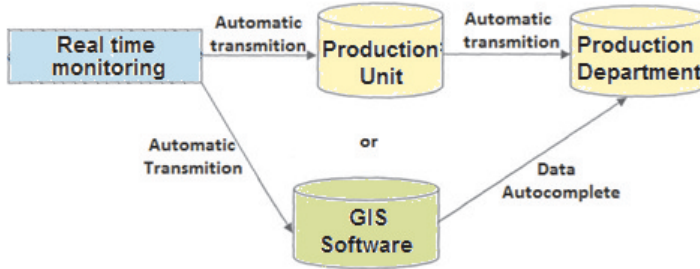 Real time
monitoring
Automatic
transmition
Production
Unit
Automatic
transmition
Production
Department
Automatic
Transmition
or
GIS
Software
Data
Autocomplete